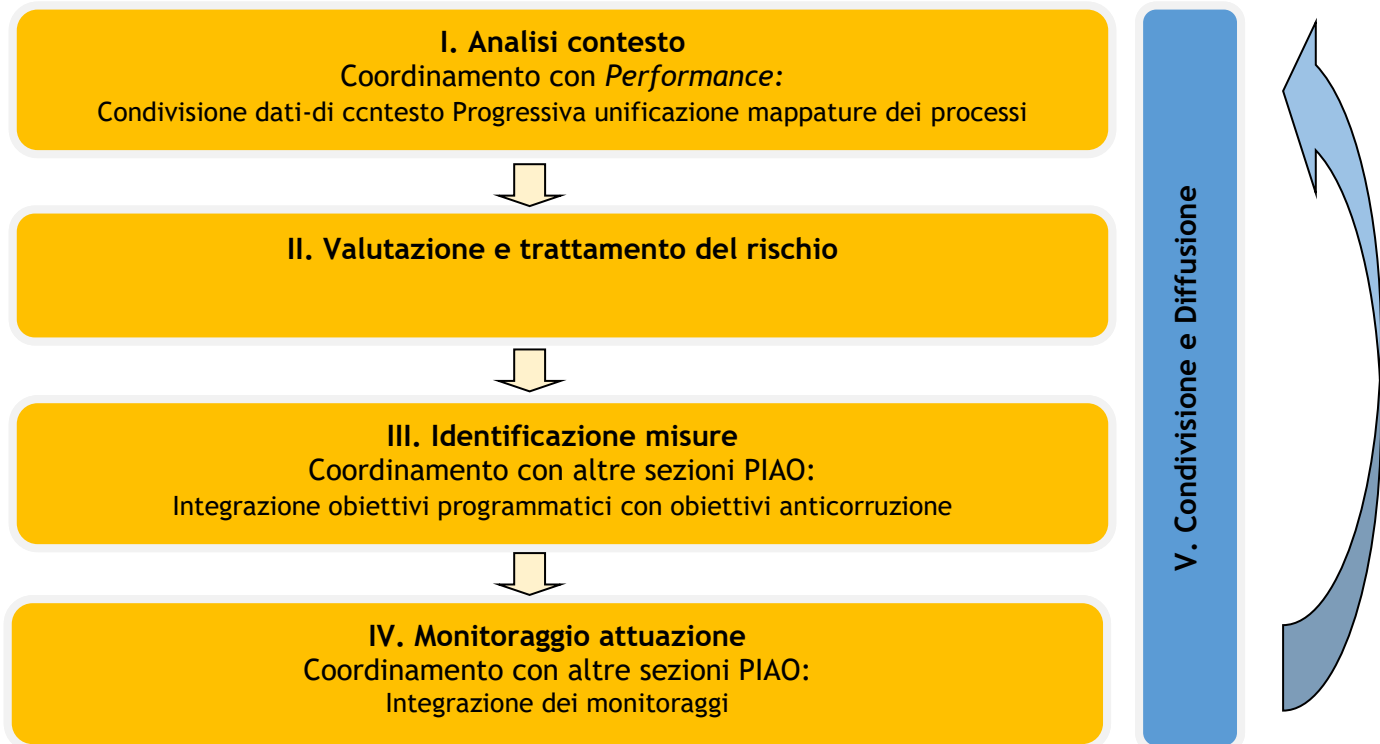 I. Analisi contesto
Coordinamento con Performance:
Condivisione dati-di ccntesto Progressiva unificazione mappature dei processi
II. Valutazione e trattamento del rischio
III. Identificazione misure
Coordinamento con altre sezioni PIAO:
Integrazione obiettivi programmatici con obiettivi anticorruzione
IV. Monitoraggio attuazione
Coordinamento con altre sezioni PIAO:
Integrazione dei monitoraggi
V. Condivisione e Diffusione